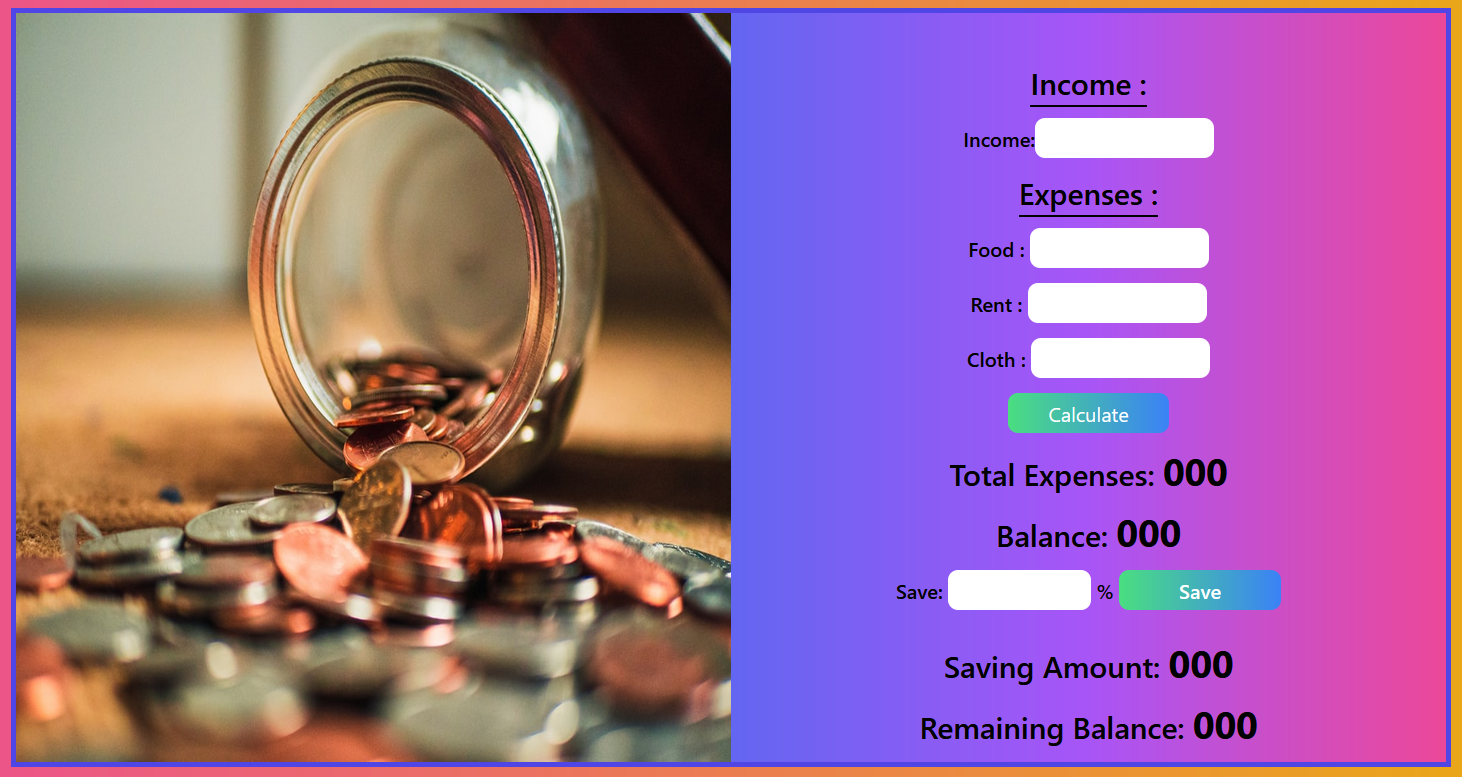 Income :
Income:
Expenses :
Food :
Rent :
Cloth :
Calculate
Total Expenses: 000
Balance: 000
Save: % Save
Saving Amount: 000
Remaining Balance: 000